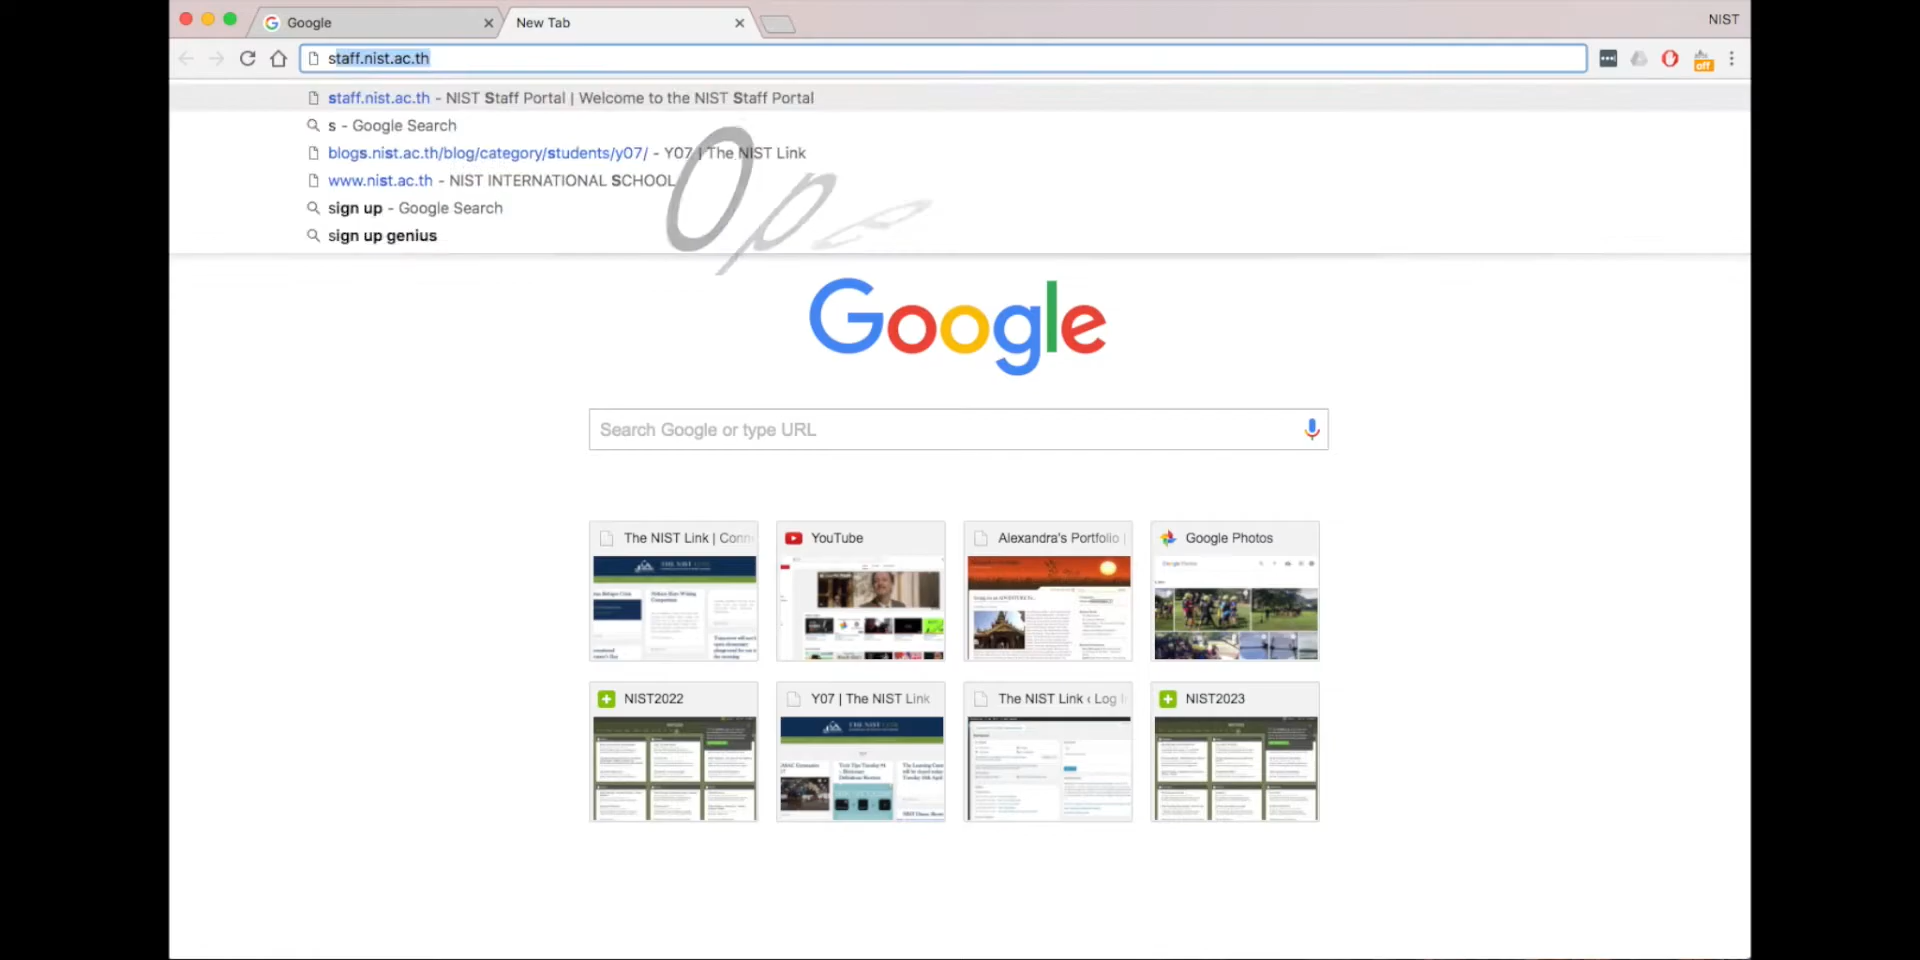 Google
New Tab
NIST
staff.nist.ac.th
off
staff.nist.ac.th - NIST Staff Portal | Welcome to the NIST Staff Portal
s - Google Search
blogs.nist.ac.th/blog/category/students/y07/ - Y07 | The NIST Link
www.nist.ac.th - NIST INTERNATIONAL SCHOOL
sign up - Google Search
sign up genius
Ope
Google
Search Google or type URL
The NIST Link | Conn
YouTube
Alexandra's Portfolio |
Google Photos
NIST2022
Y07 | The NIST Link
The NIST Link ‹ Log I
NIST2023